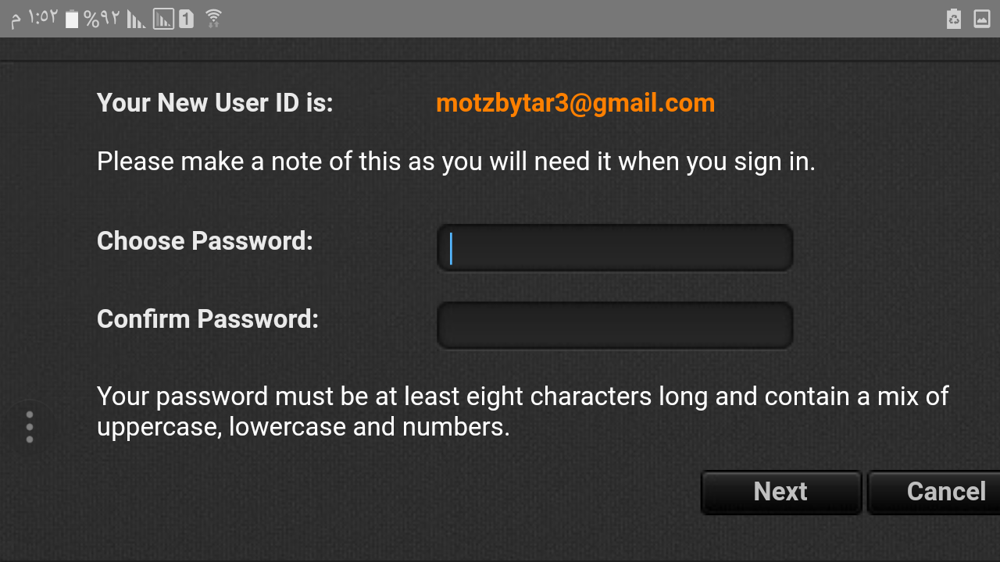 م ١:٥٢ %٩٢ 1
Your New User ID is: motzbytar3@gmail.com
Please make a note of this as you will need it when you sign in.
Choose Password:
Confirm Password:
Your password must be at least eight characters long and contain a mix of
uppercase, lowercase and numbers.
Next Cancel